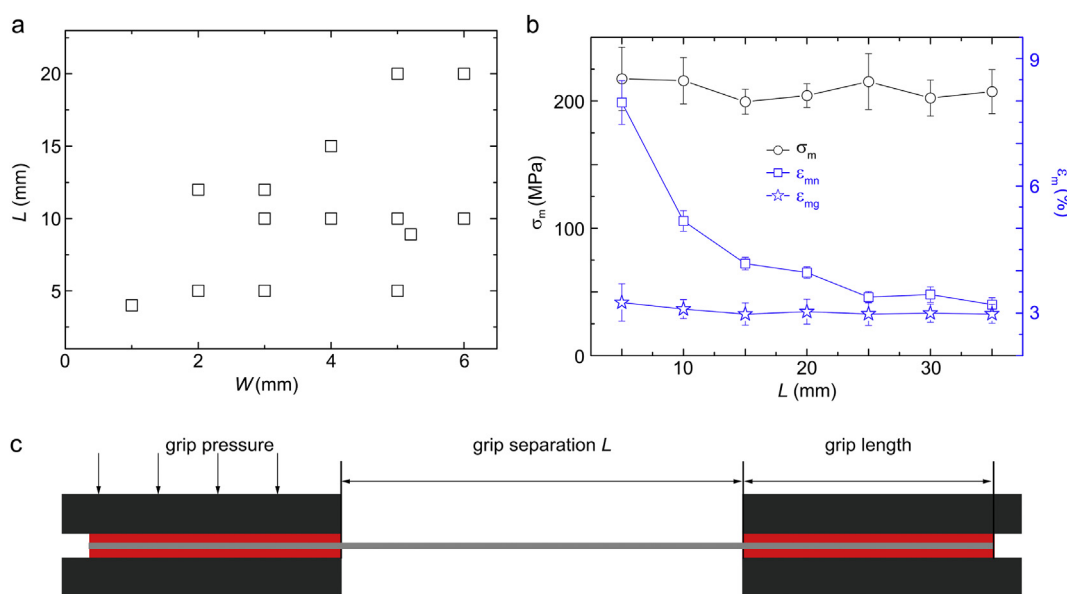 a
L (mm)
20
15
10
5
0
2
4
6
W (mm)
b
σm (MPa)
200
100
0
σm
εmn
εmg
9
6
3
εm (%)
10
20
30
L (mm)
c
grip pressure
grip separation L
grip length